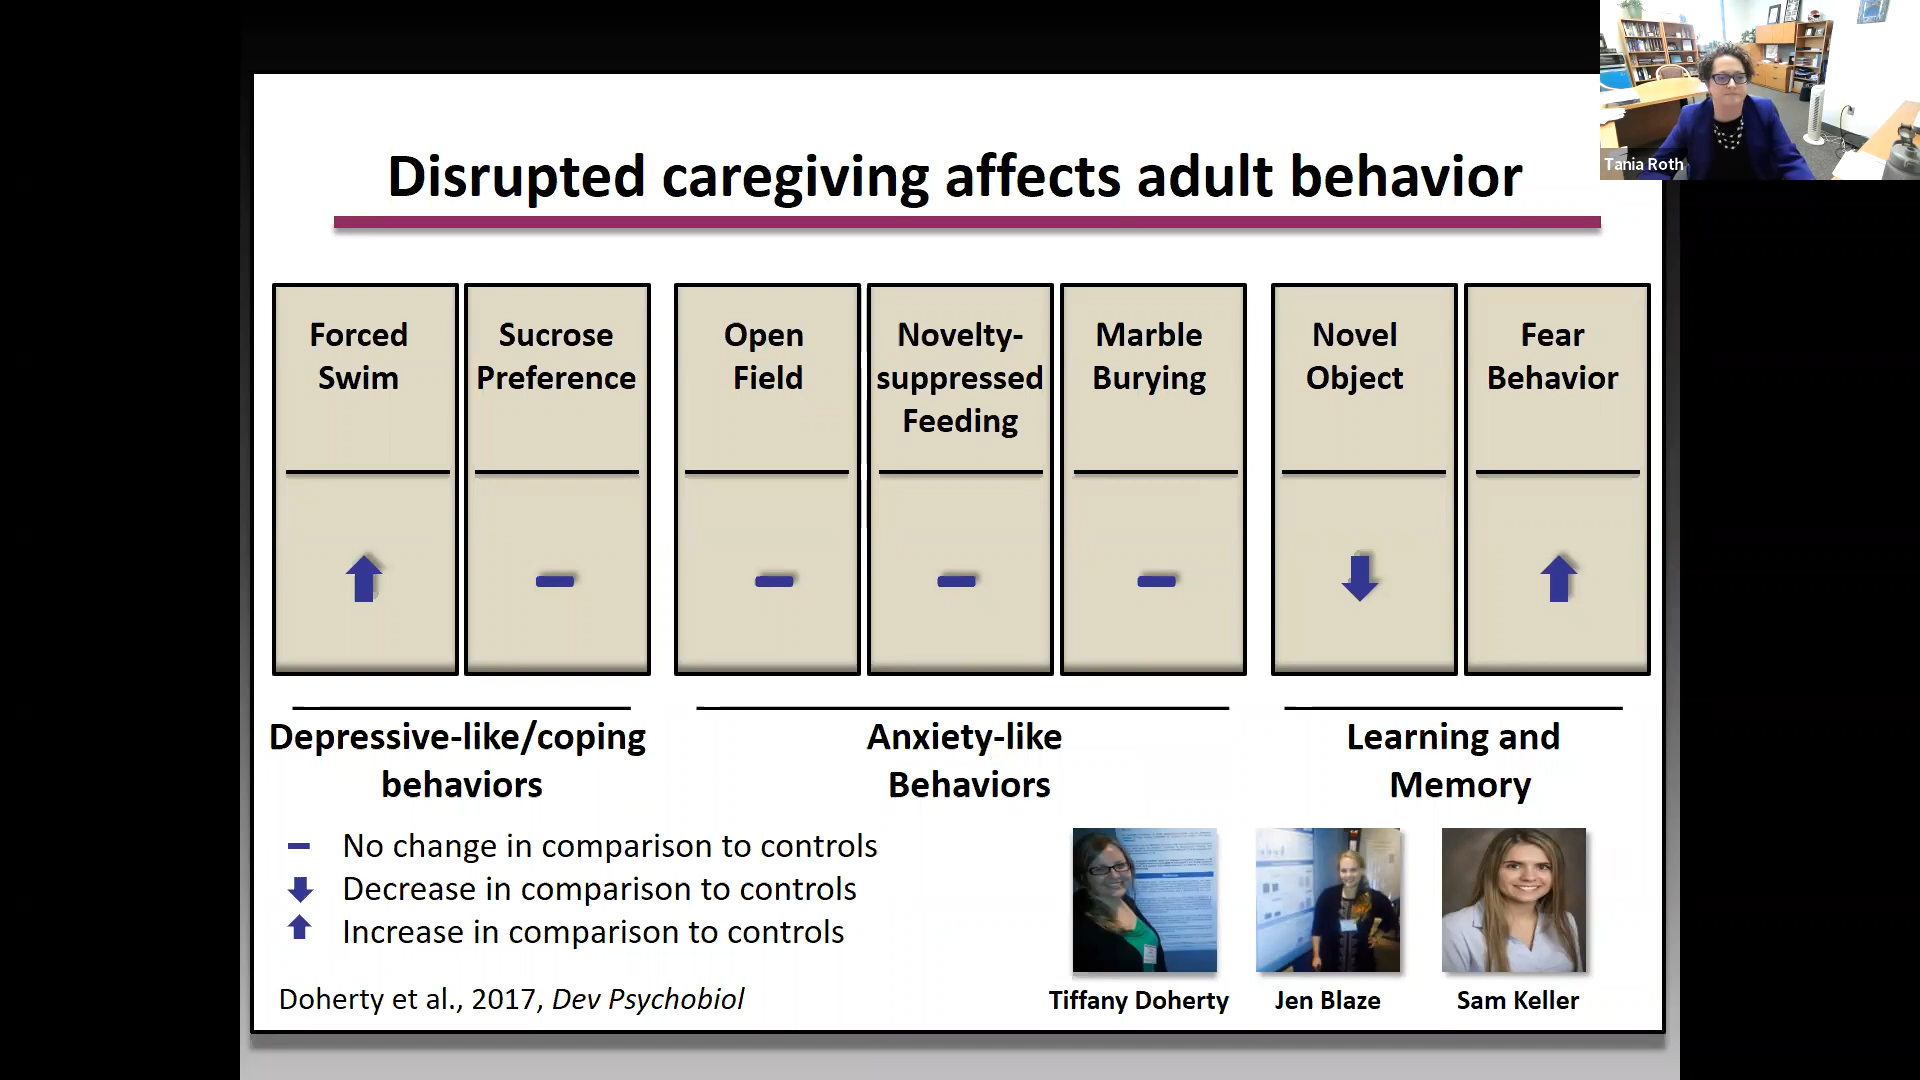 Tania Roth
Disrupted caregiving affects adult behavior
Forced
Swim
Sucrose
Preference
Open
Field
Novelty-
suppressed
Feeding
Marble
Burying
Novel
Object
Fear
Behavior
Depressive-like/coping
behaviors
Anxiety-like
Behaviors
Learning and
Memory
No change in comparison to controls
Decrease in comparison to controls
Increase in comparison to controls
Doherty et al., 2017, Dev Psychobiol
Tiffany Doherty
Jen Blaze
Sam Keller